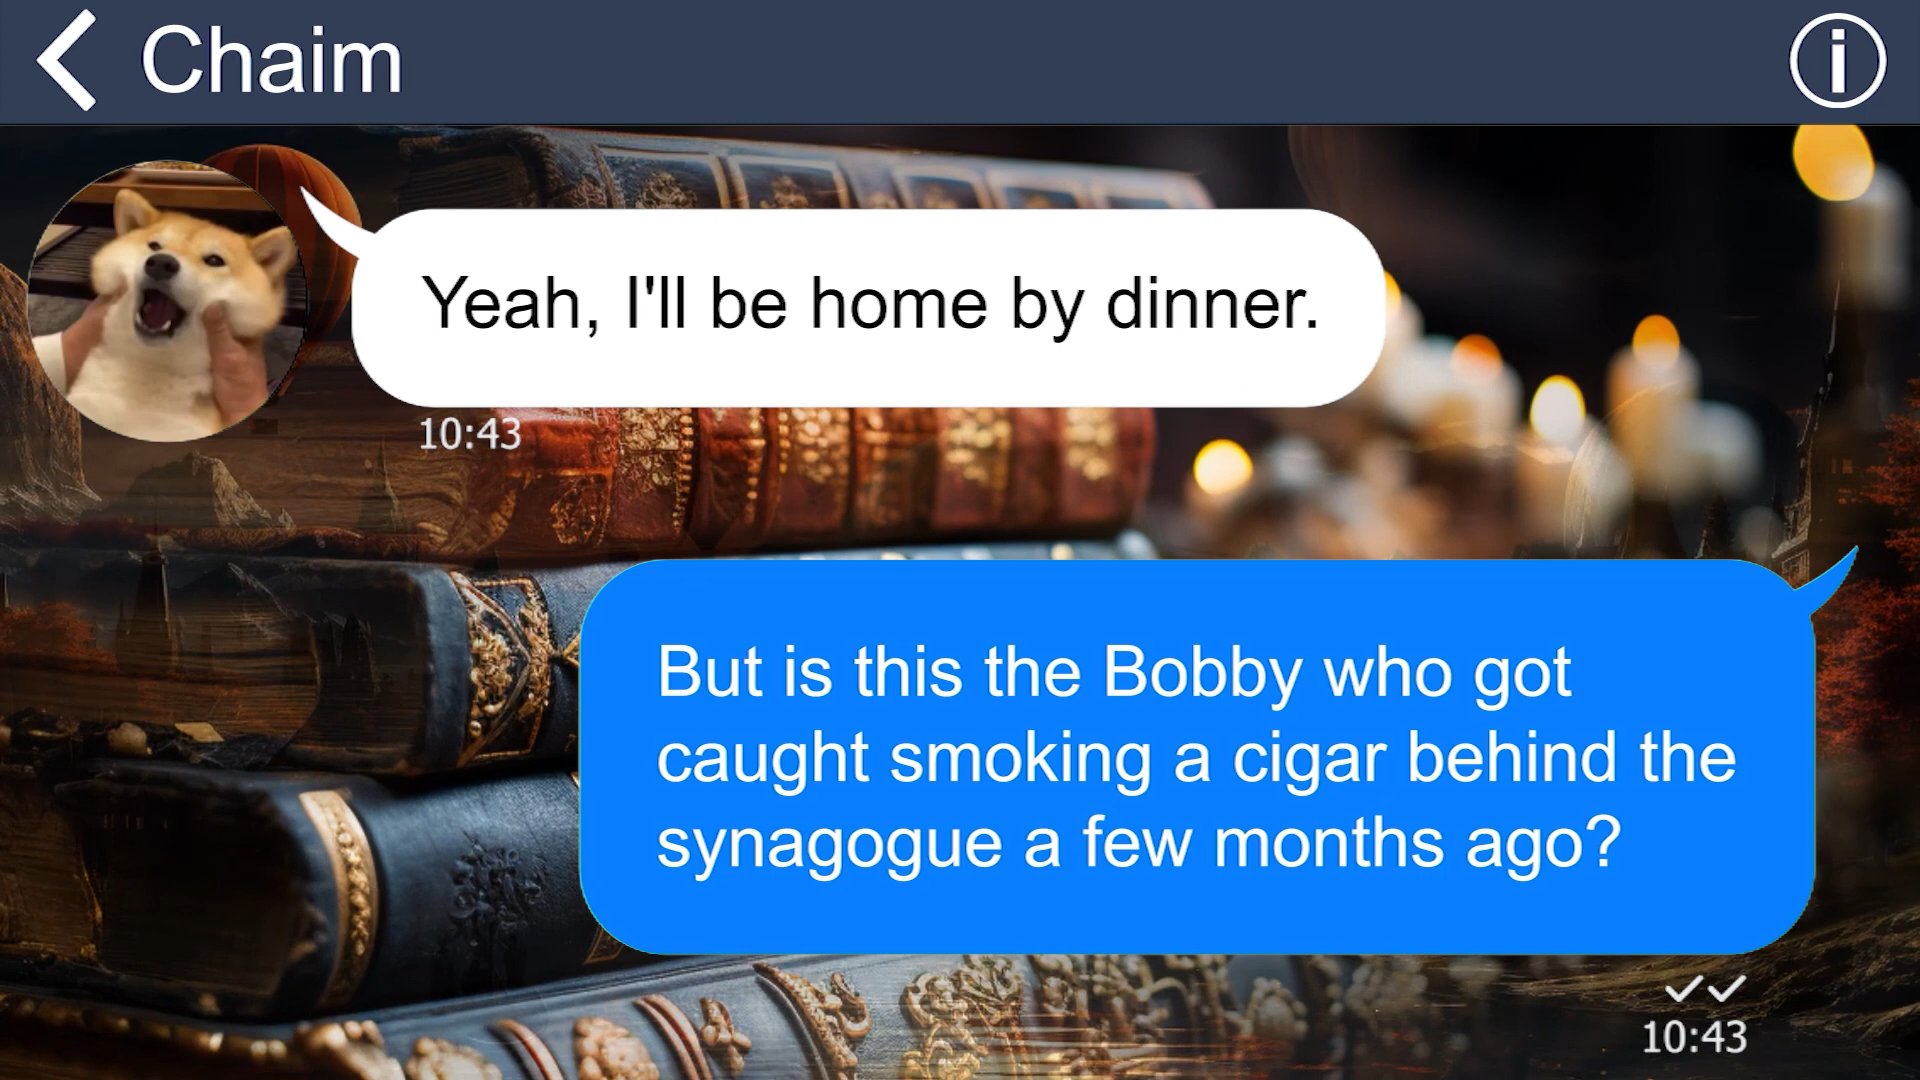 Chaim
Yeah, I'll be home by dinner.
10:43
But is this the Bobby who got
caught smoking a cigar behind the
synagogue a few months ago?
10:43